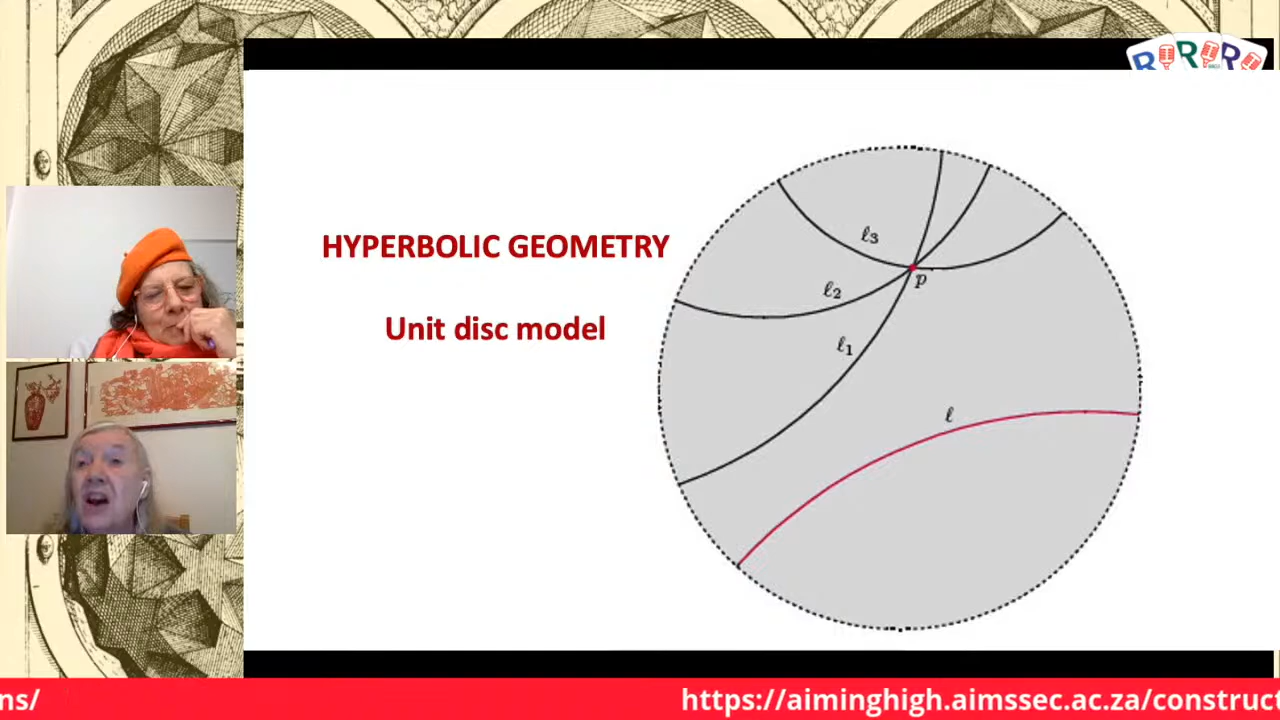 HYPERBOLIC GEOMETRY
Unit disc model
ℓ3
ℓ2
p
ℓ1
ℓ
ns/
https://aiminghigh.aimssec.ac.za/construct